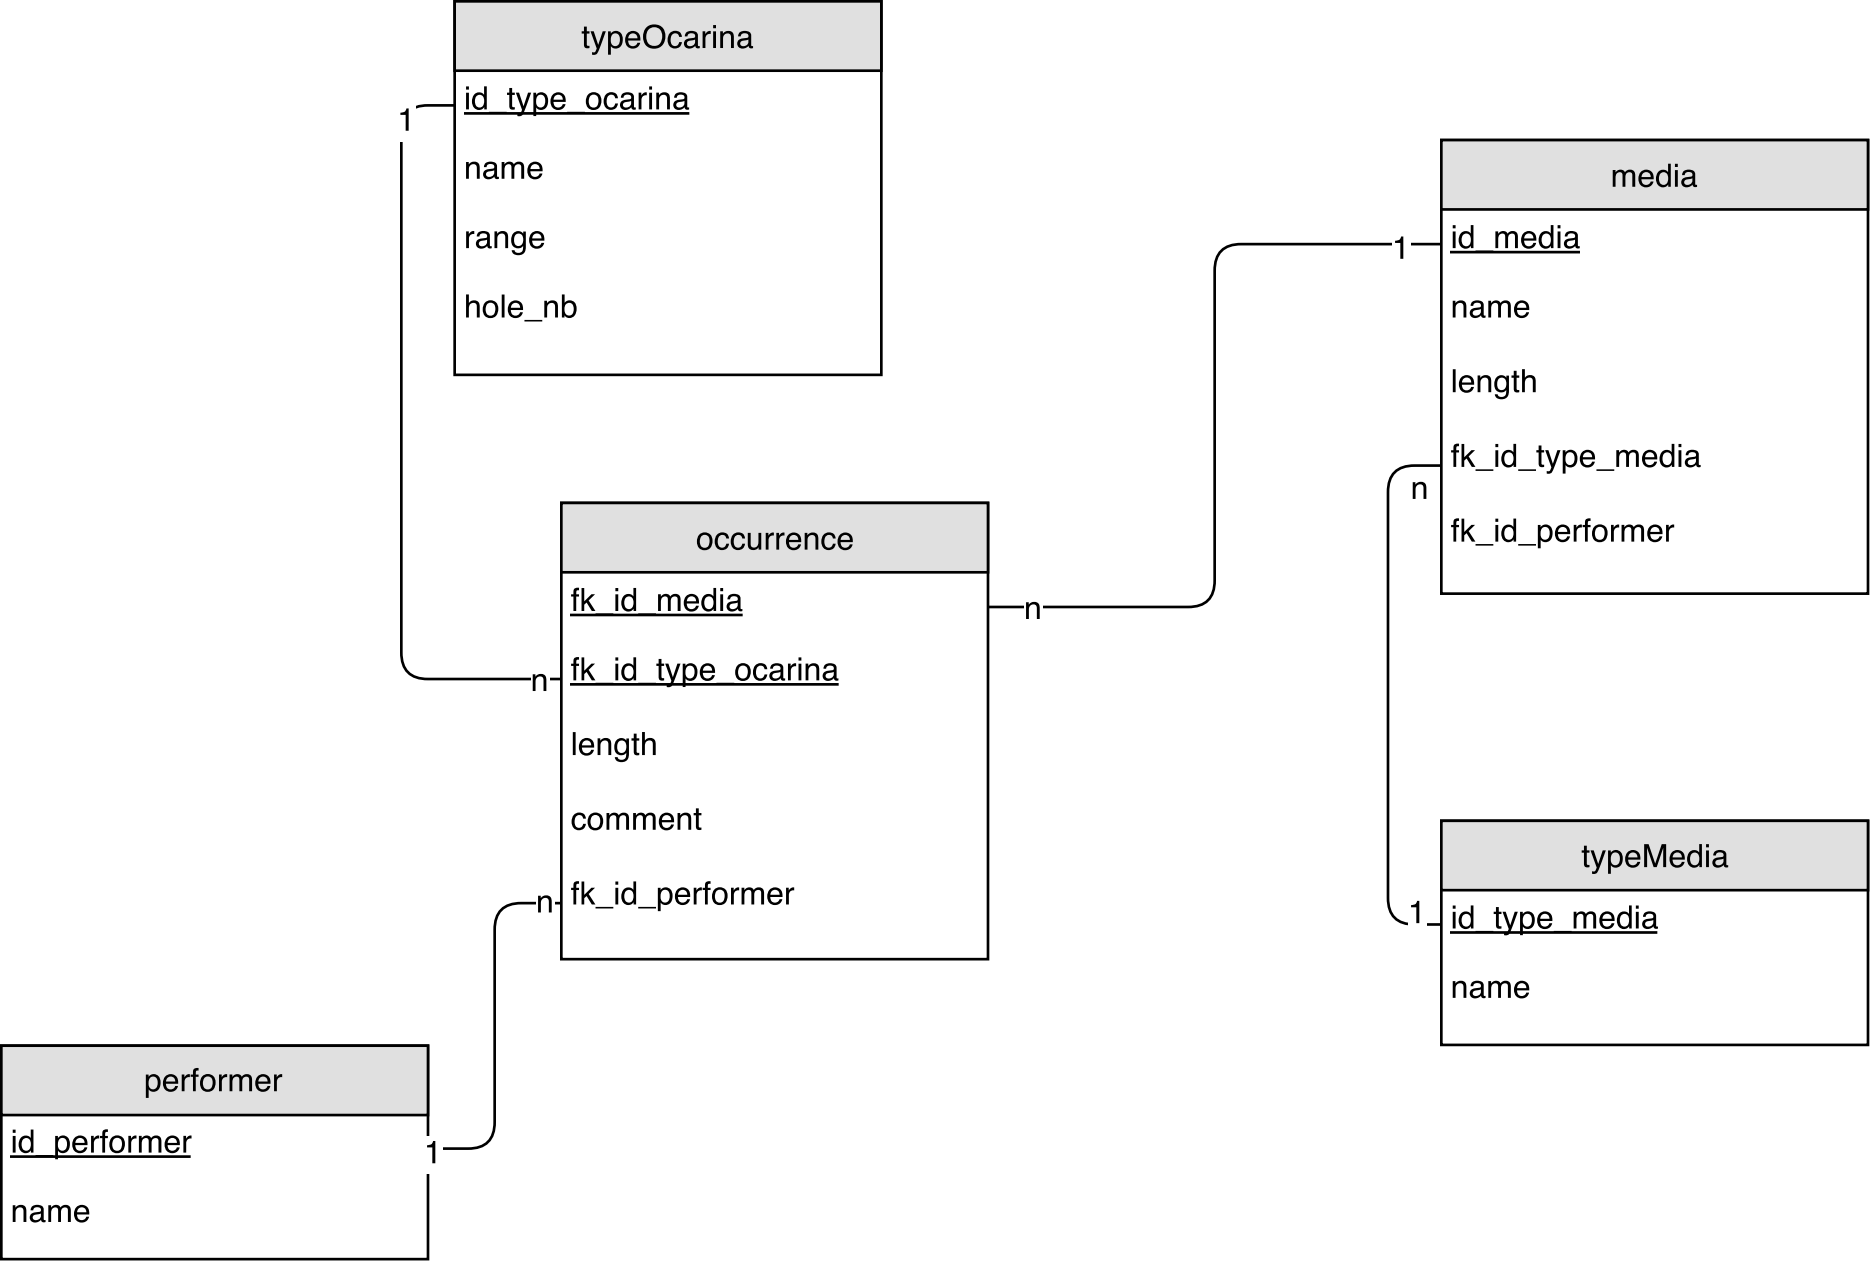 typeOcarina
id_type_ocarina
name
range
hole_nb
1
media
id_media
name
length
fk_id_type_media
fk_id_performer
1
n
occurrence
fk_id_media
fk_id_type_ocarina
length
comment
fk_id_performer
n
n
n
typeMedia
id_type_media
name
1
performer
id_performer
name
1